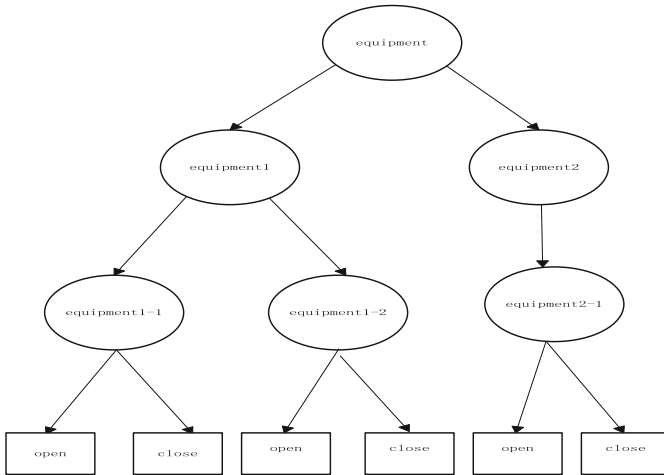 equipment
equipment1
equipment2
equipment1-1
equipment1-2
equipment2-1
open
close
open
close
open
close